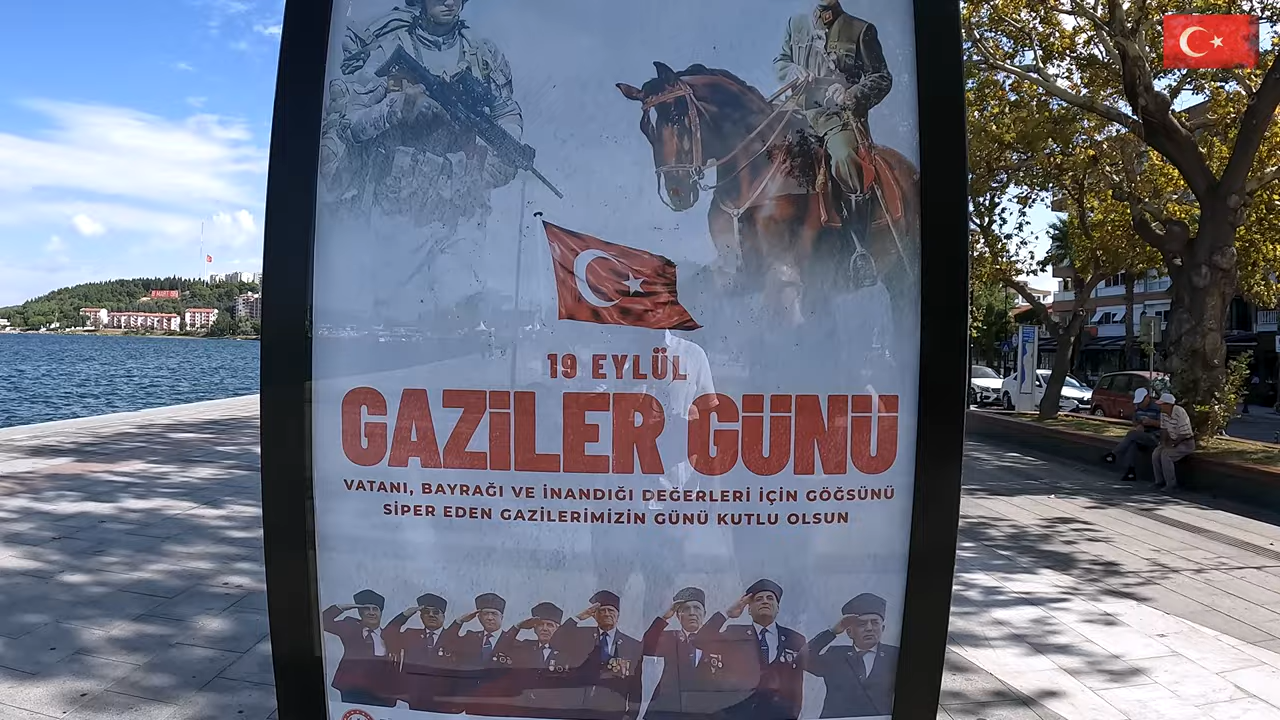 19 EYLÜL
GAZİLER GÜNÜ
VATANI, BAYRAĞI VE İNANDIĞI DEĞERLERİ İÇİN GÖĞSÜNÜ
SİPER EDEN GAZİLERİMİZİN GÜNÜ KUTLU OLSUN